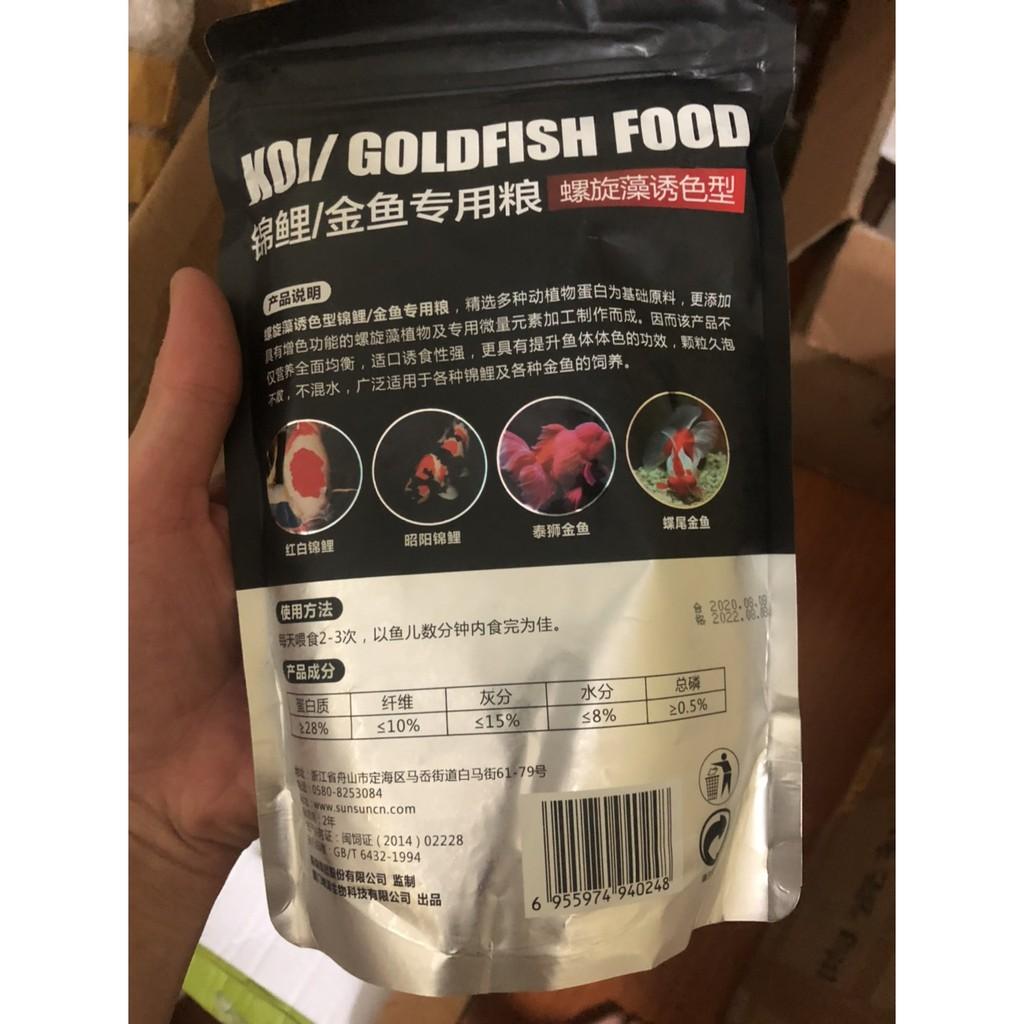 KOI/ GOLDFISH FOOD
锦鲤/金鱼专用粮 螺旋藻诱色型
产品说明
螺旋藻诱色型锦鲤/金鱼专用粮，精选多种动植物蛋白为基础原料，更添加
具有增色功能的螺旋藻植物及专用微量元素加工制作而成。因而该产品不
仅营养全面均衡，适口诱食性强，更具有提升鱼体体色的功效，颗粒久泡
不散，不混水，广泛适用于各种锦鲤及各种金鱼的饲养。
红白锦鲤 昭阳锦鲤 泰狮金鱼 蝶尾金鱼
使用方法
每天喂食2-3次，以鱼儿数分钟内食完为佳。
合 2020.08.
铭 2022.08.
产品成分
蛋白质 纤维 灰分 水分 总磷
≥28% ≤10% ≤15% ≤8% ≥0.5%
地址：浙江省舟山市定海区马岙街道白马街61-79号
0580-8253084
www.sunsuncn.com
2年
证：闽饲证（2014）02228
GB/T 6432-1994
股份有限公司 监制
物科技有限公司 出品
6 955974 940248